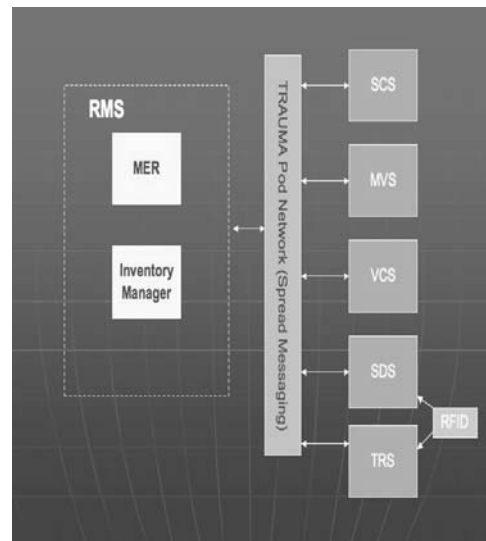 RMS
MER
Inventory
Manager
TRAUMA Pod Network (Spread Messaging)
SCS
MVS
VCS
SDS
RFID
TRS